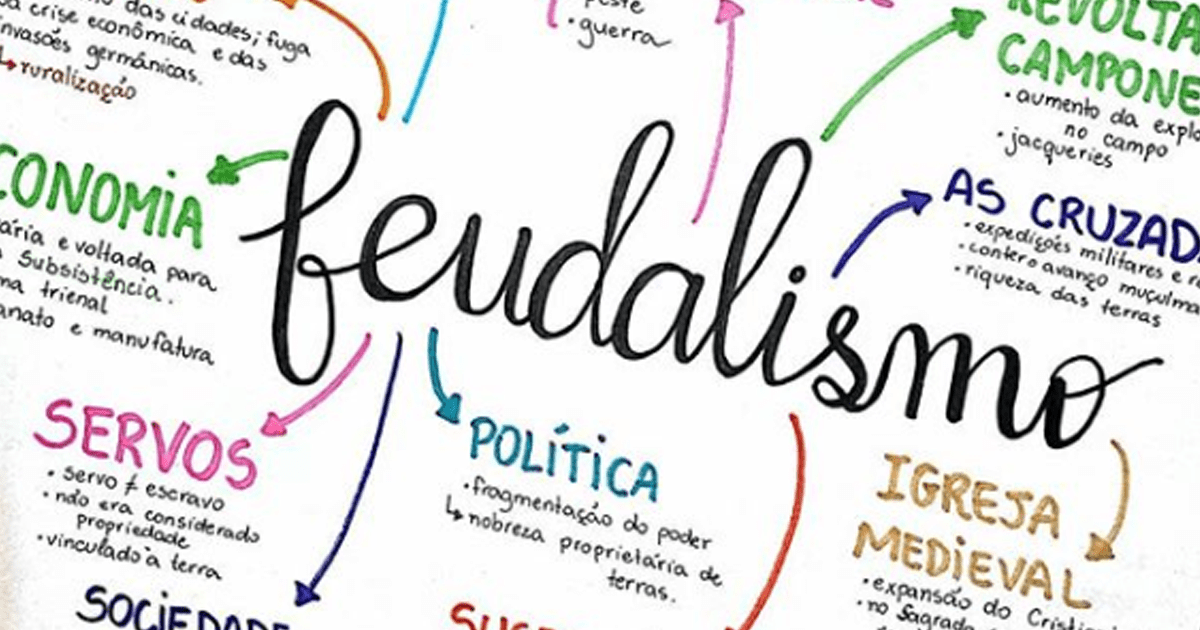 das cidades; fuga
crise econômica e das
invasões germânicas.
↳ruralização
peste
• guerra
REVOLTA
CAMPONE
• aumento da explo
no campo
• jacqueries
CONOMIA
ária e voltada para
subsistência.
ma trienal
anato e manufatura
feudalismo
AS CRUZAD
• expedições militares e r
• conter o avanço muçulma
• riqueza das terras
SERVOS
• servo ≠ escravo
• não era considerado
propriedade
• vinculado à terra
POLÍTICA
• fragmentação do poder
↳nobreza proprietária de
terras.
IGREJA
MEDIEVAL
• expansão do Cristi
• no Sagrado
SOCIEDADE